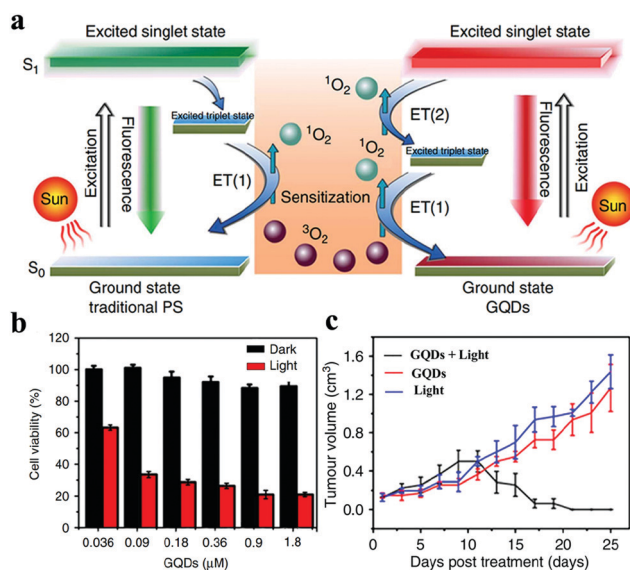 a
Excited singlet state
Excited singlet state
S1
Excited triplet state
Excited triplet state
¹O₂
¹O₂
¹O₂
ET(2)
ET(1)
ET(1)
Sensitization
³O₂
Excitation
Fluorescence
Fluorescence
Excitation
Sun
Sun
S0
Ground state
traditional PS
Ground state
GQDs
b
Cell viability (%)
120
100
80
60
40
20
0
Dark
Light
0.036 0.09 0.18 0.36 0.9 1.8
GQDs (μM)
c
Tumour volume (cm³)
1.6
1.2
0.8
0.4
0.0
GQDs + Light
GQDs
Light
0 5 10 15 20 25
Days post treatment (days)